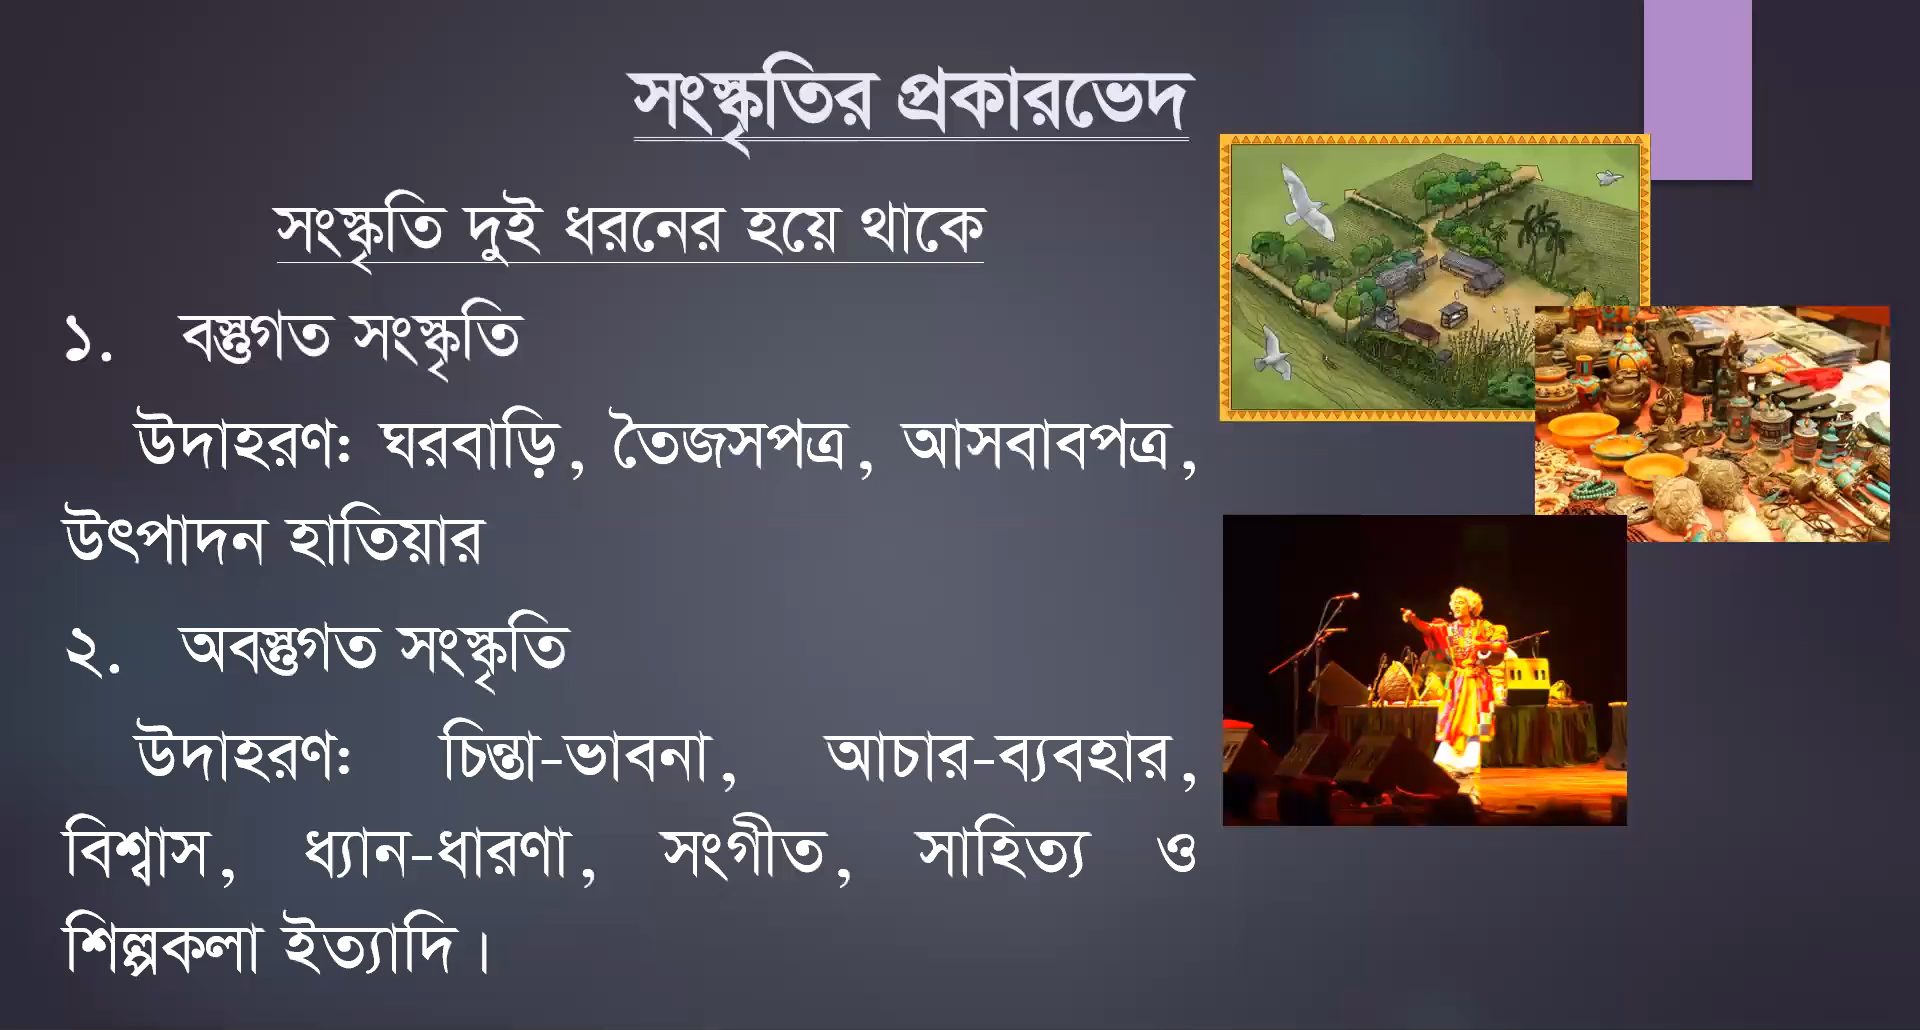 সংস্কৃতির প্রকারভেদ
সংস্কৃতি দুই ধরনের হয়ে থাকে
১. বস্তুগত সংস্কৃতি
উদাহরণঃ ঘরবাড়ি, তৈজসপত্র, আসবাবপত্র,
উৎপাদন হাতিয়ার
২. অবস্তুগত সংস্কৃতি
উদাহরণঃ চিন্তা-ভাবনা, আচার-ব্যবহার,
বিশ্বাস, ধ্যান-ধারণা, সংগীত, সাহিত্য ও
শিল্পকলা ইত্যাদি।